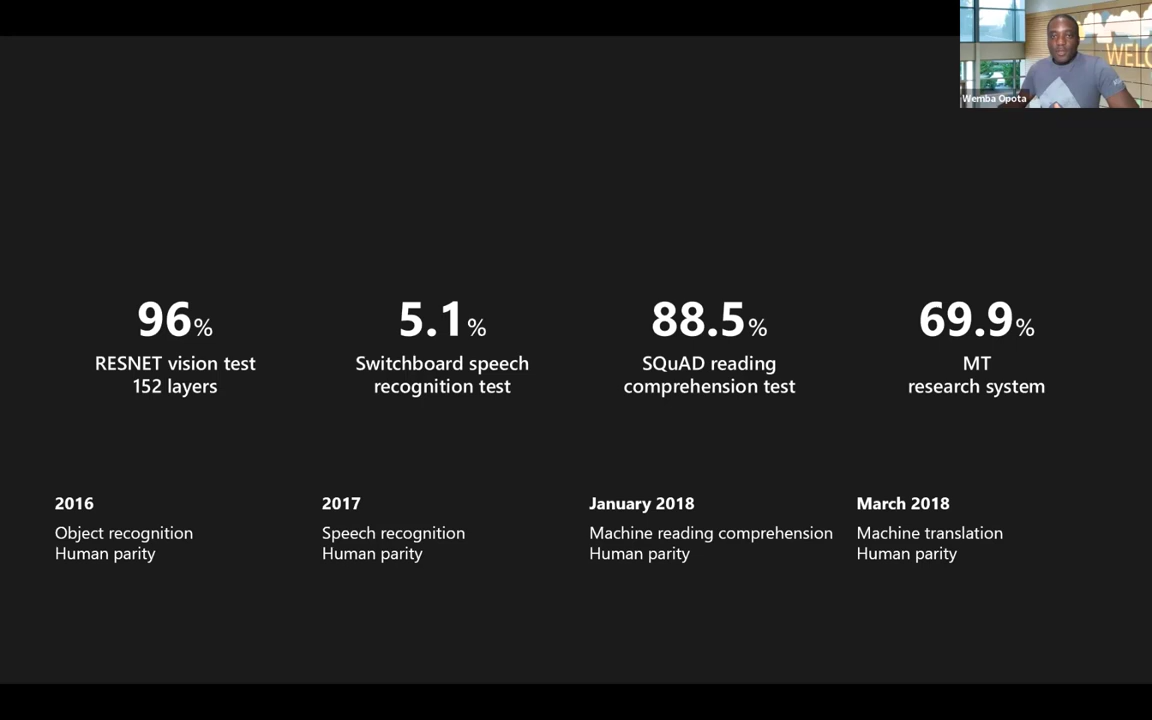 WELC
Wemba Opota
96%
RESNET vision test
152 layers
5.1%
Switchboard speech
recognition test
88.5%
SQuAD reading
comprehension test
69.9%
MT
research system
2016
Object recognition
Human parity
2017
Speech recognition
Human parity
January 2018
Machine reading comprehension
Human parity
March 2018
Machine translation
Human parity